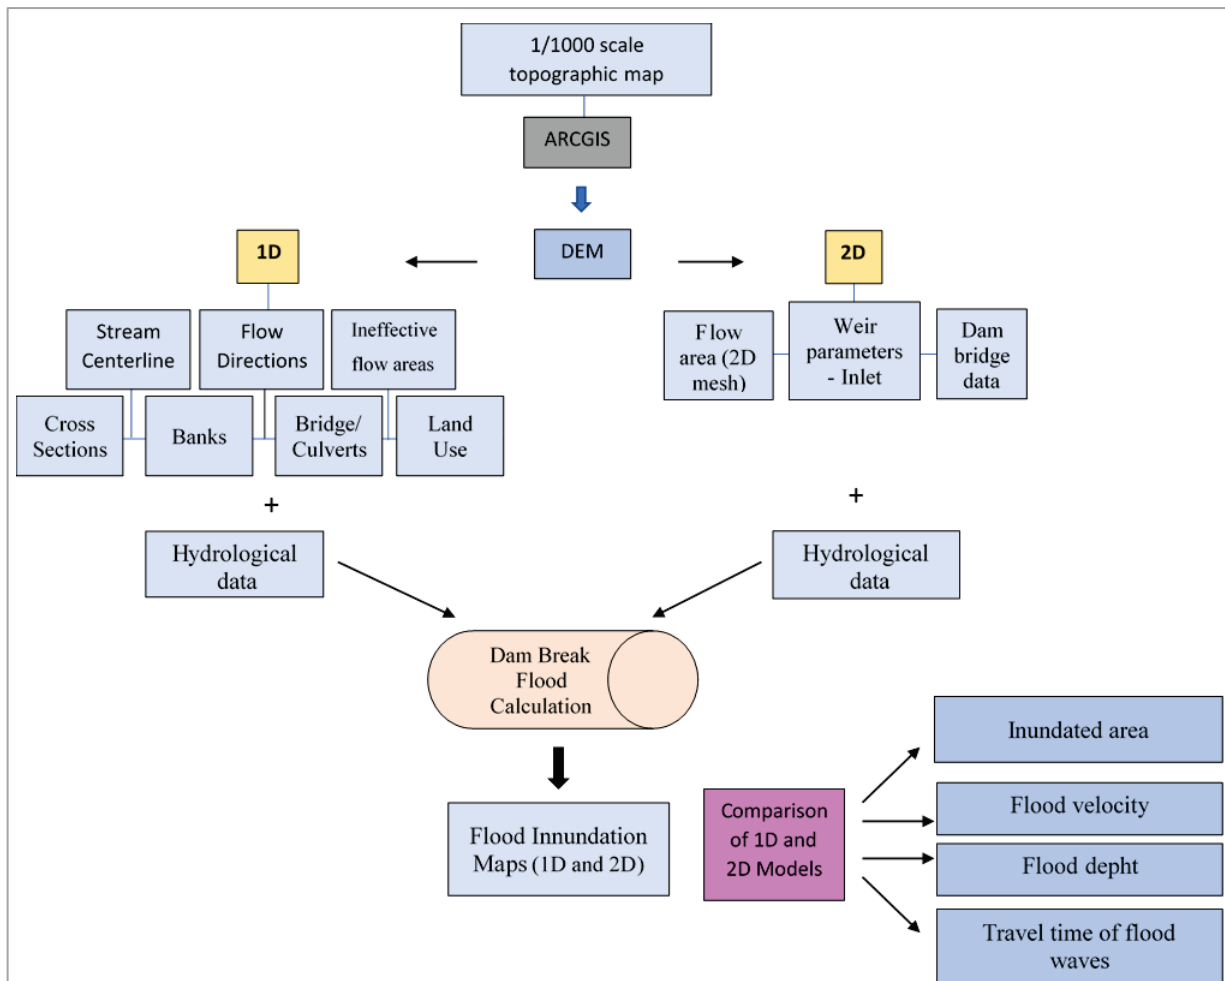 1/1000 scale
topographic map
ARCGIS
DEM
1D
2D
Stream
Centerline
Flow
Directions
Ineffective
flow areas
Cross
Sections
Banks
Bridge/
Culverts
Land
Use
Flow
area (2D
mesh)
Weir
parameters
- Inlet
Dam
bridge
data
+
+
Hydrological
data
Hydrological
data
Dam Break
Flood
Calculation
Flood Innundation
Maps (1D and 2D)
Comparison
of 1D and
2D Models
Inundated area
Flood velocity
Flood depht
Travel time of flood
waves